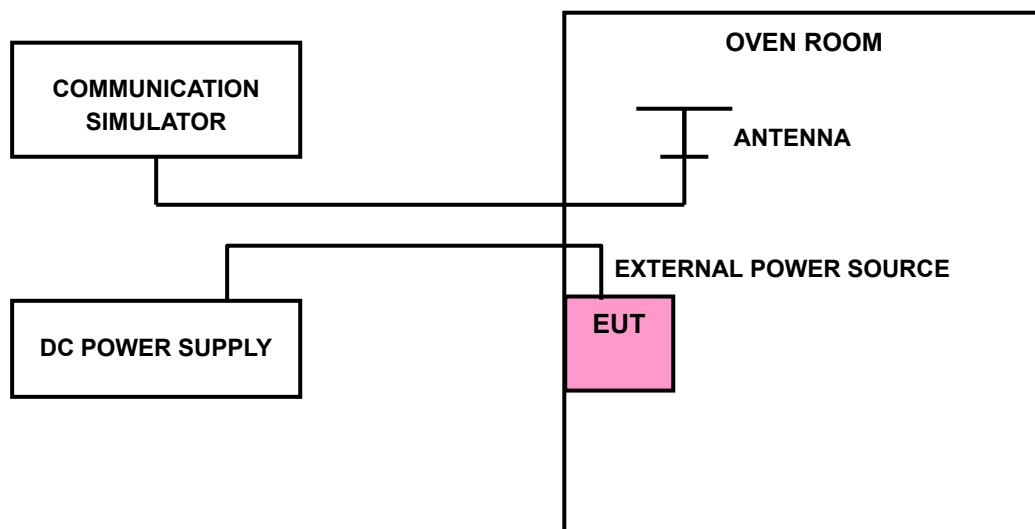 OVEN ROOM
COMMUNICATION
SIMULATOR
ANTENNA
EXTERNAL POWER SOURCE
EUT
DC POWER SUPPLY